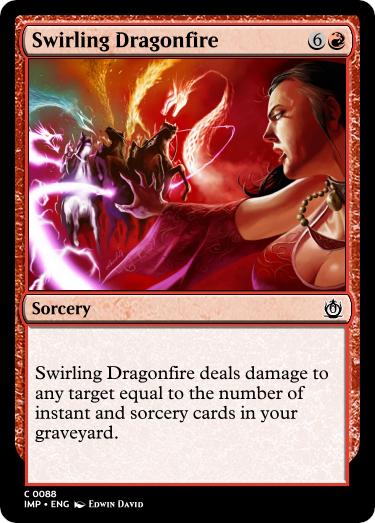 Swirling Dragonfire 6
Sorcery
Swirling Dragonfire deals damage to
any target equal to the number of
instant and sorcery cards in your
graveyard.
C 0088
IMP • ENG Edwin David